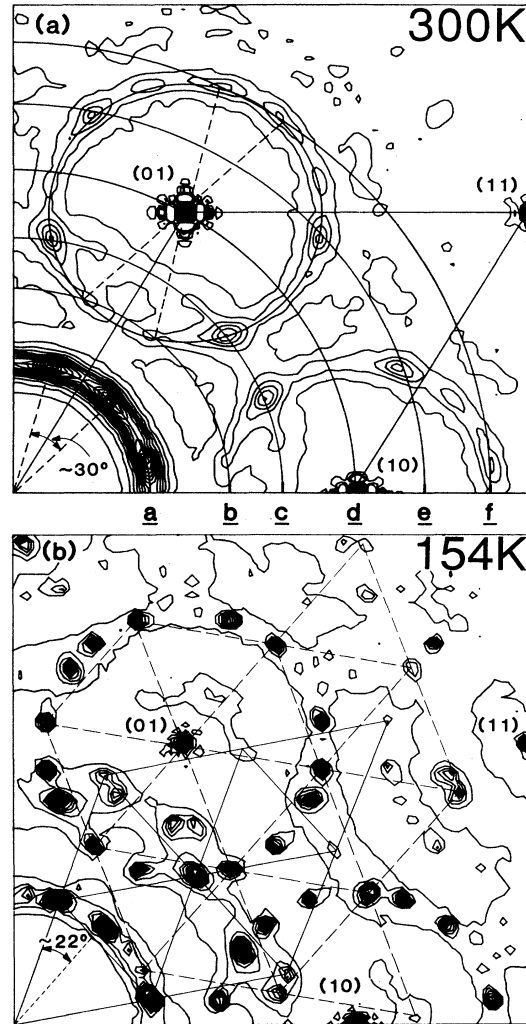 (a)
300K
(01)
(11)
(10)
~30°
a b c d e f
(b)
154K
(01)
(11)
~22°
(10)